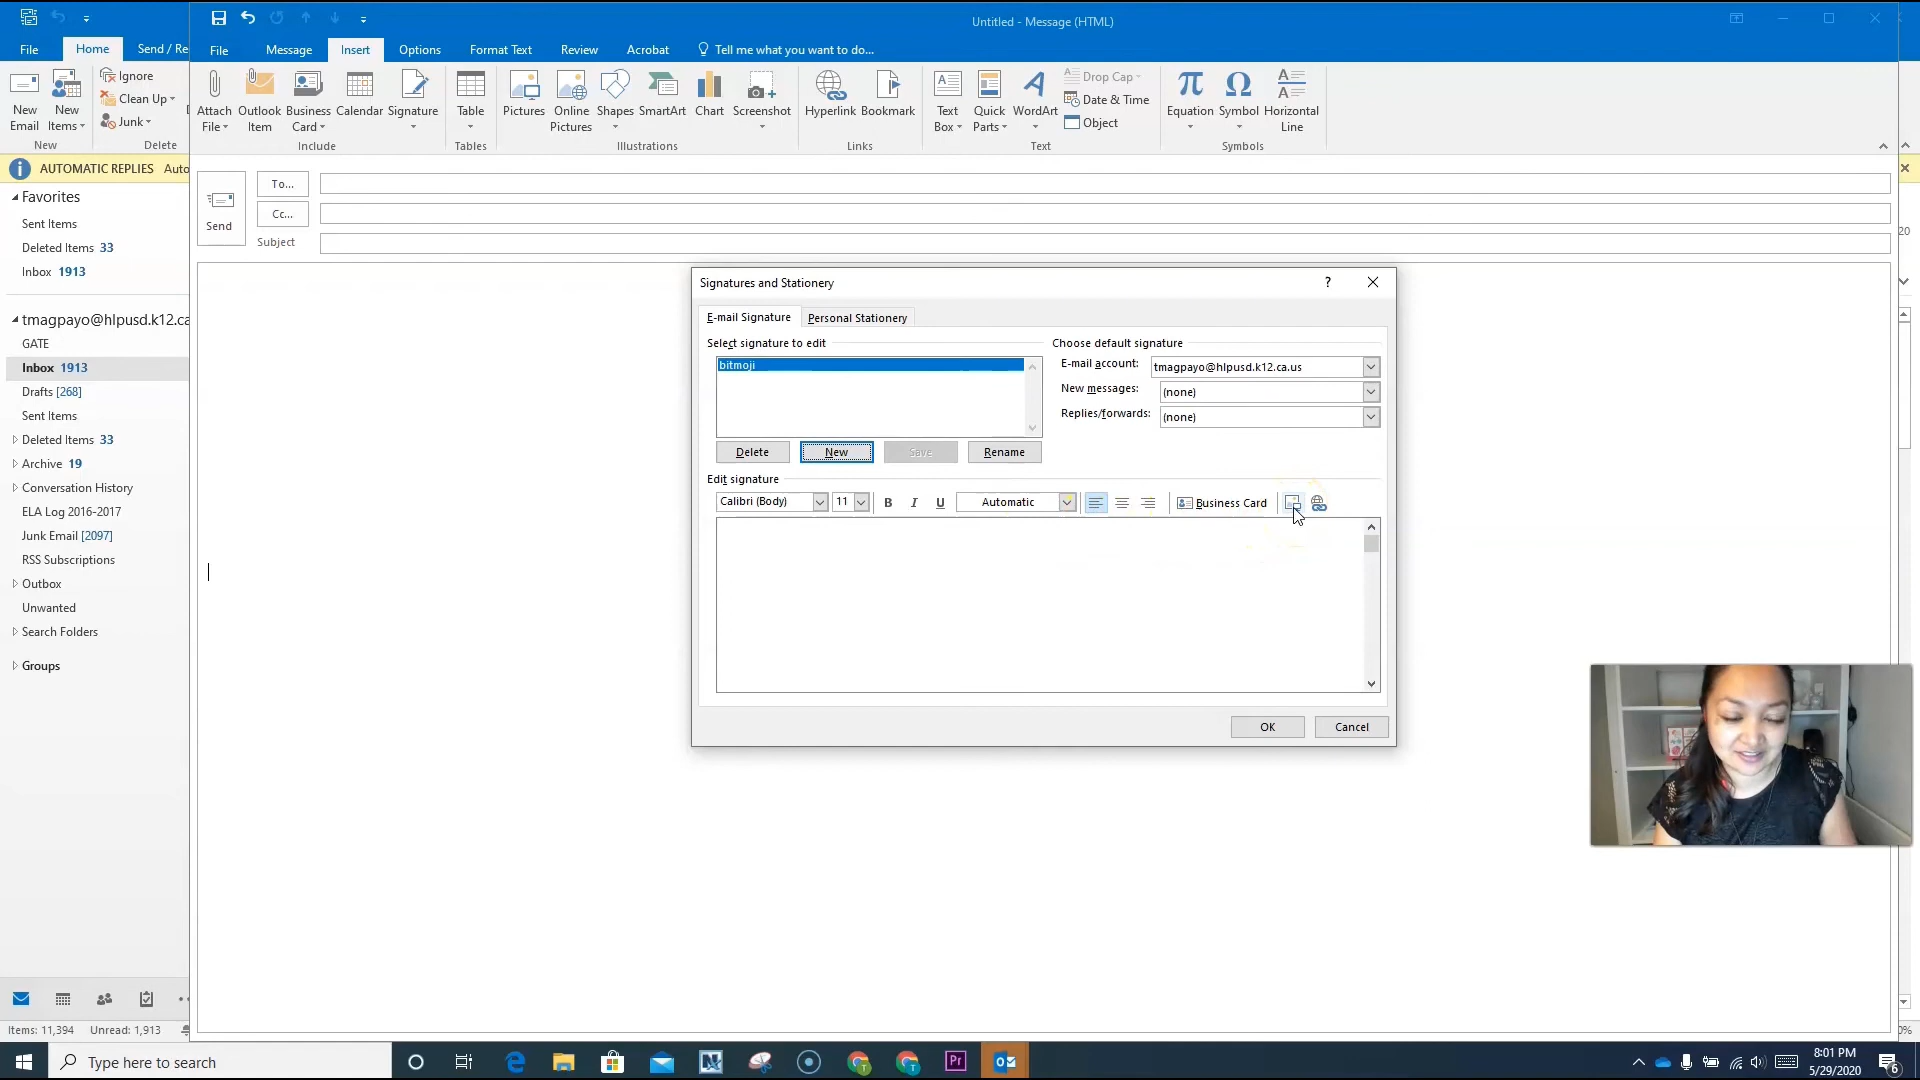 Untitled - Message (HTML)
File Home Send / Re
File Message Insert Options Format Text Review Acrobat Tell me what you want to do...
New Email
New Items
Ignore
Clean Up
Junk
New Delete
Attach File
Outlook Item
Business Card
Calendar
Signature
Include
Table
Tables
Pictures
Online Pictures
Shapes
SmartArt
Chart
Screenshot
Illustrations
Hyperlink
Bookmark
Links
Text Box
Quick Parts
WordArt
Drop Cap
Date & Time
Object
Text
Equation
Symbol
Horizontal Line
Symbols
AUTOMATIC REPLIES Auto
Favorites
Sent Items
Deleted Items 33
Inbox 1913
tmagpayo@hlpusd.k12.ca
GATE
Inbox 1913
Drafts [268]
Sent Items
Deleted Items 33
Archive 19
Conversation History
ELA Log 2016-2017
Junk Email [2097]
RSS Subscriptions
Outbox
Unwanted
Search Folders
Groups
Items: 11,394 Unread: 1,913
Send
To...
Cc...
Subject
20
Signatures and Stationery ?
E-mail Signature Personal Stationery
Select signature to edit
bitmoji
Delete New Save Rename
Choose default signature
E-mail account: tmagpayo@hlpusd.k12.ca.us
New messages: (none)
Replies/forwards: (none)
Edit signature
Calibri (Body) 11 B I U Automatic Business Card
OK Cancel
0%
Type here to search
Pr
8:01 PM
5/29/2020
6